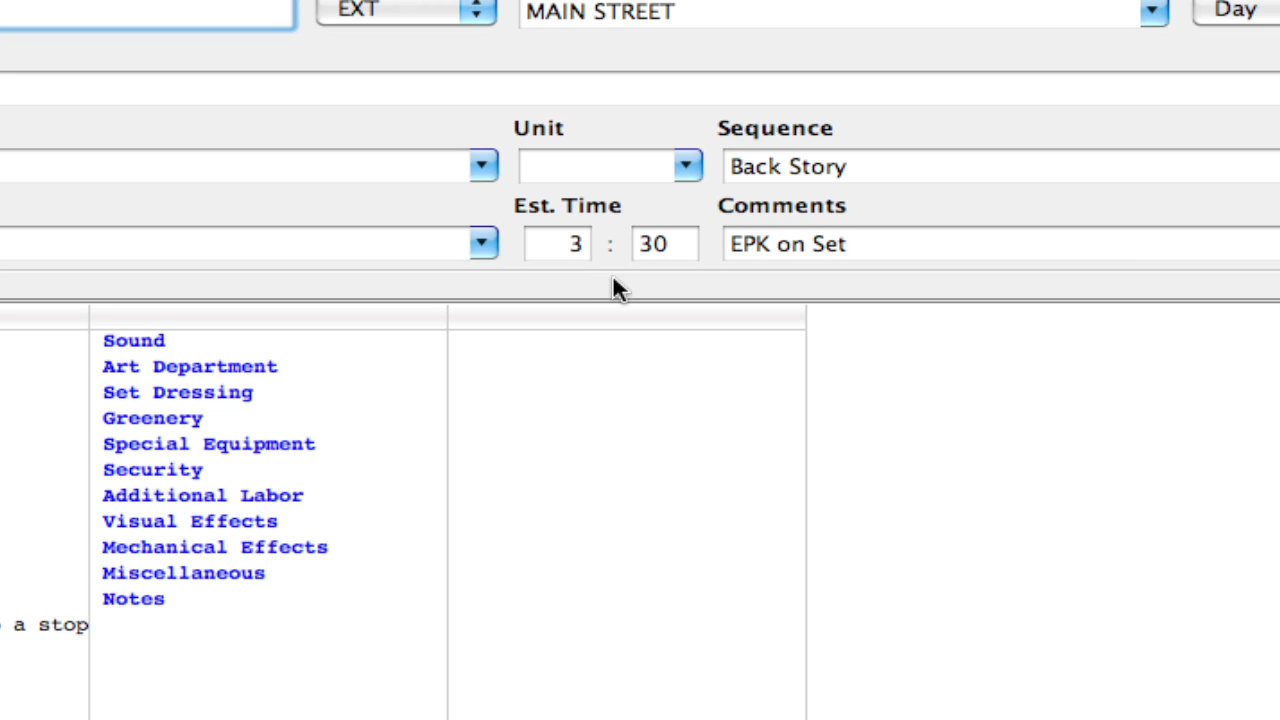 EXT MAIN STREET Day
Unit Sequence
Back Story
Est. Time Comments
3 : 30 EPK on Set
Sound
Art Department
Set Dressing
Greenery
Special Equipment
Security
Additional Labor
Visual Effects
Mechanical Effects
Miscellaneous
Notes
a stop